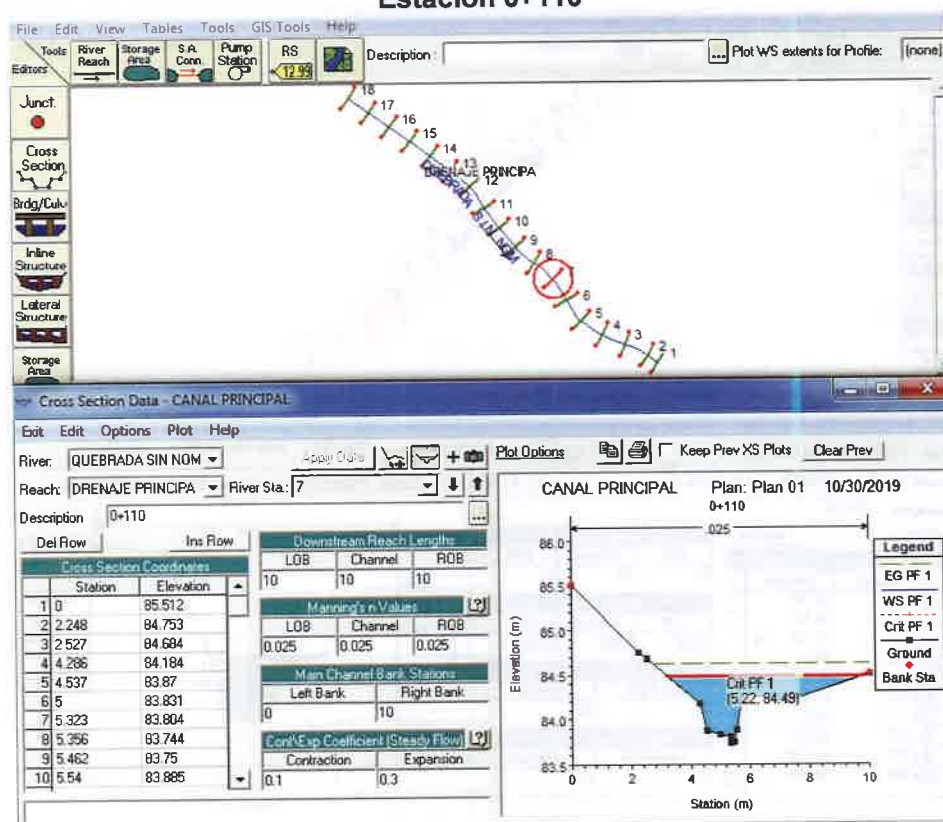 Estación 0+110
File Edit View Tables Tools GIS Tools Help
Tools
Editors
River Reach
Storage Area
S.A. Conn.
Pump Station
RS
12.99
Description :
...
Plot WS extents for Profile:
(none)
Junct.
Cross Section
Brdg/Culv
Inline Structure
Lateral Structure
Storage Area
18
17
16
15
14
13
DRENAJE PRINCIPA
12
11
10
9
8
6
5
4
3
2
1
QUEBRADA SIN NOM
Cross Section Data - CANAL PRINCIPAL
Exit Edit Options Plot Help
River: QUEBRADA SIN NOM
Apply Data
Plot Options
Keep Prev XS Plots
Clear Prev
Reach: DRENAJE PRINCIPA River Sta.: 7
Description 0+110
...
Del Row Ins Row
Cross Section Coordinates
Station Elevation
1 0 85.512
2 2.248 84.753
3 2.527 84.684
4 4.286 84.184
5 4.537 83.87
6 5 83.831
7 5.323 83.804
8 5.356 83.744
9 5.462 83.75
10 5.54 83.885
Downstream Reach Lengths
LOB Channel ROB
10 10 10
Manning's n Values
LOB Channel ROB
0.025 0.025 0.025
Main Channel Bank Stations
Left Bank Right Bank
0 10
Cont\Exp Coefficient (Steady Flow)
Contraction Expansion
0.1 0.3
CANAL PRINCIPAL Plan: Plan 01 10/30/2019
0+110
.025
86.0
85.5
85.0
84.5
84.0
83.5
Elevation (m)
0 2 4 6 8 10
Station (m)
Crit PF 1
(5.22, 84.49)
Legend
EG PF 1
WS PF 1
Crit PF 1
Ground
Bank Sta